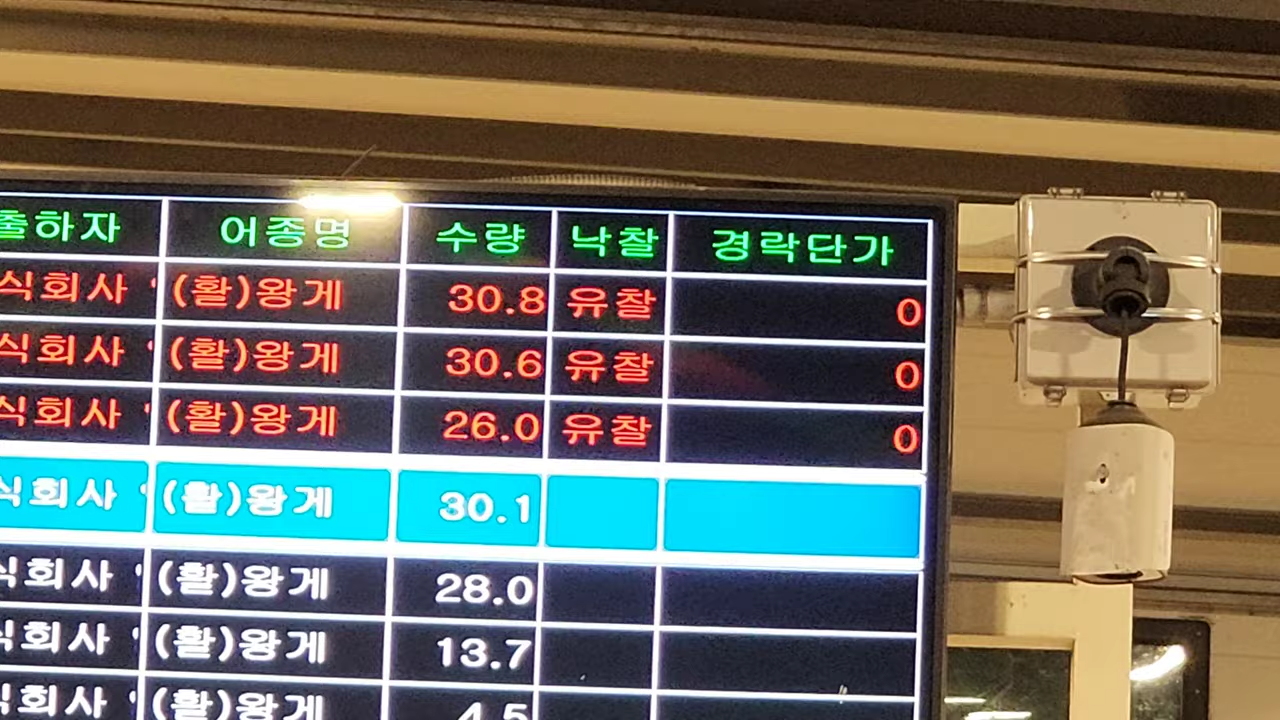 출하자 어종명 수량 낙찰 경락단가
식회사 (활)왕게 30.8 유찰 0
식회사 (활)왕게 30.6 유찰 0
식회사 (활)왕게 26.0 유찰 0
식회사 (활)왕게 30.1
식회사 (활)왕게 28.0
식회사 (활)왕게 13.7
식회사 (활)왕게 4.5